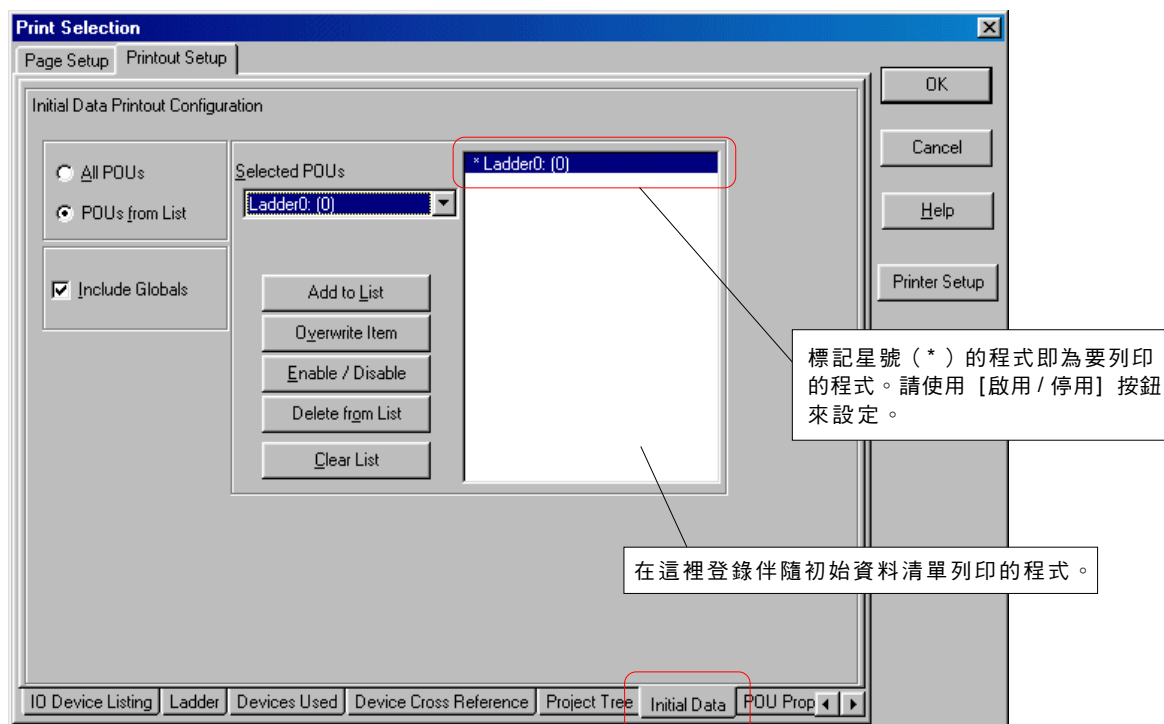 Print Selection
Page Setup
Printout Setup
Initial Data Printout Configuration
All POUs
POUs from List
Include Globals
Selected POUs
Ladder0: (0)
Add to List
Overwrite Item
Enable / Disable
Delete from List
Clear List
* Ladder0: (0)
OK
Cancel
Help
Printer Setup
標記星號（*）的程式即為要列印
的程式。請使用 [啟用/停用] 按鈕
來設定。
在這裡登錄伴隨初始資料清單列印的程式。
IO Device Listing
Ladder
Devices Used
Device Cross Reference
Project Tree
Initial Data
POU Prop